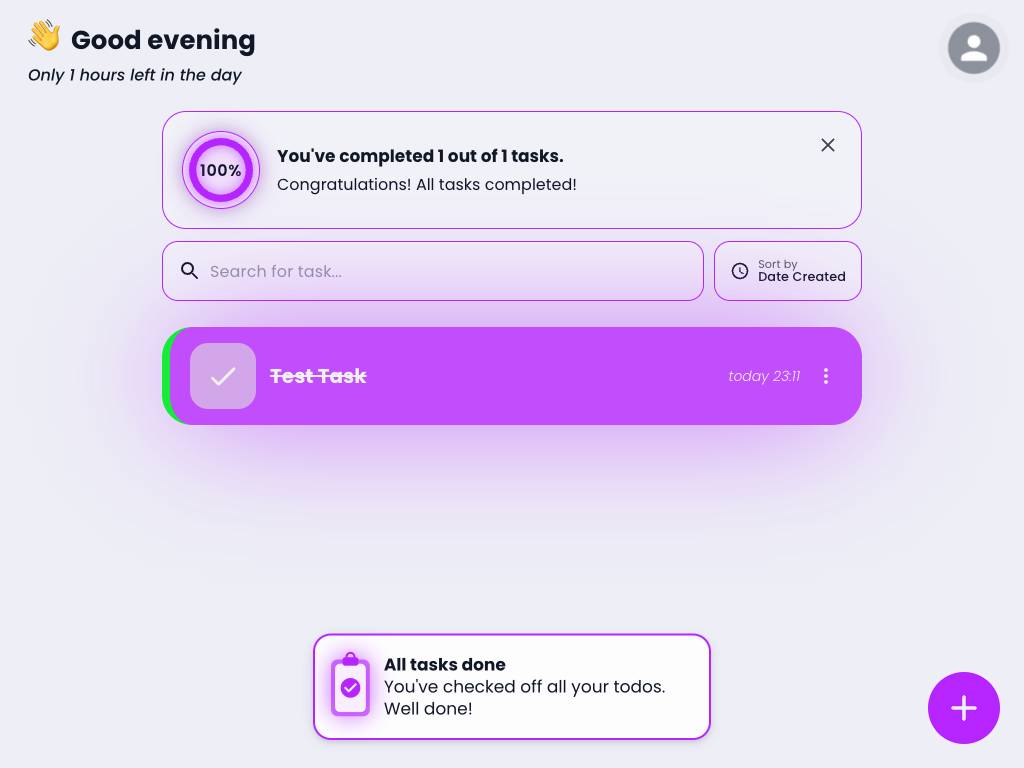 Good evening
Only 1 hours left in the day
100%
You've completed 1 out of 1 tasks.
Congratulations! All tasks completed!
Search for task...
Sort by
Date Created
Test Task
today 23:11
All tasks done
You've checked off all your todos.
Well done!